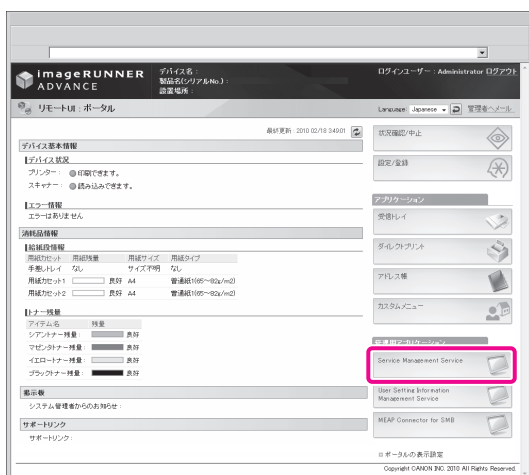 imageRUNNER
ADVANCE
デバイス名:
製品名(シリアルNo.):
設置場所:
ログインユーザー:Administrator ログアウト
リモートUI:ポータル
Language: Japanese 管理者へメール
最終更新:2010 02/18 3:49:01
デバイス基本情報
デバイス状況
プリンター: 印刷できます。
スキャナー: 読み込みできます。
エラー情報
エラーはありません
消耗品情報
給紙段情報
用紙カセット 用紙残量 用紙サイズ 用紙タイプ
手差しトレイ なし サイズ不明 なし
用紙カセット1 良好 A4 普通紙1(65~82g/m2)
用紙カセット2 良好 A4 普通紙1(65~82g/m2)
トナー残量
アイテム名 残量
シアントナー残量: 良好
マゼンタトナー残量: 良好
イエロートナー残量: 良好
ブラックトナー残量: 良好
掲示板
システム管理者からのお知らせ:
サポートリンク
サポートリンク:
状況確認/中止
設定/登録
アプリケーション
受信トレイ
ダイレクトプリント
アドレス帳
カスタムメニュー
管理用アプリケーション
Service Management Service
User Setting Information
Management Service
MEAP Connector for SMB
ポータルの表示設定
Copyright CANON INC. 2010 All Rights Reserved